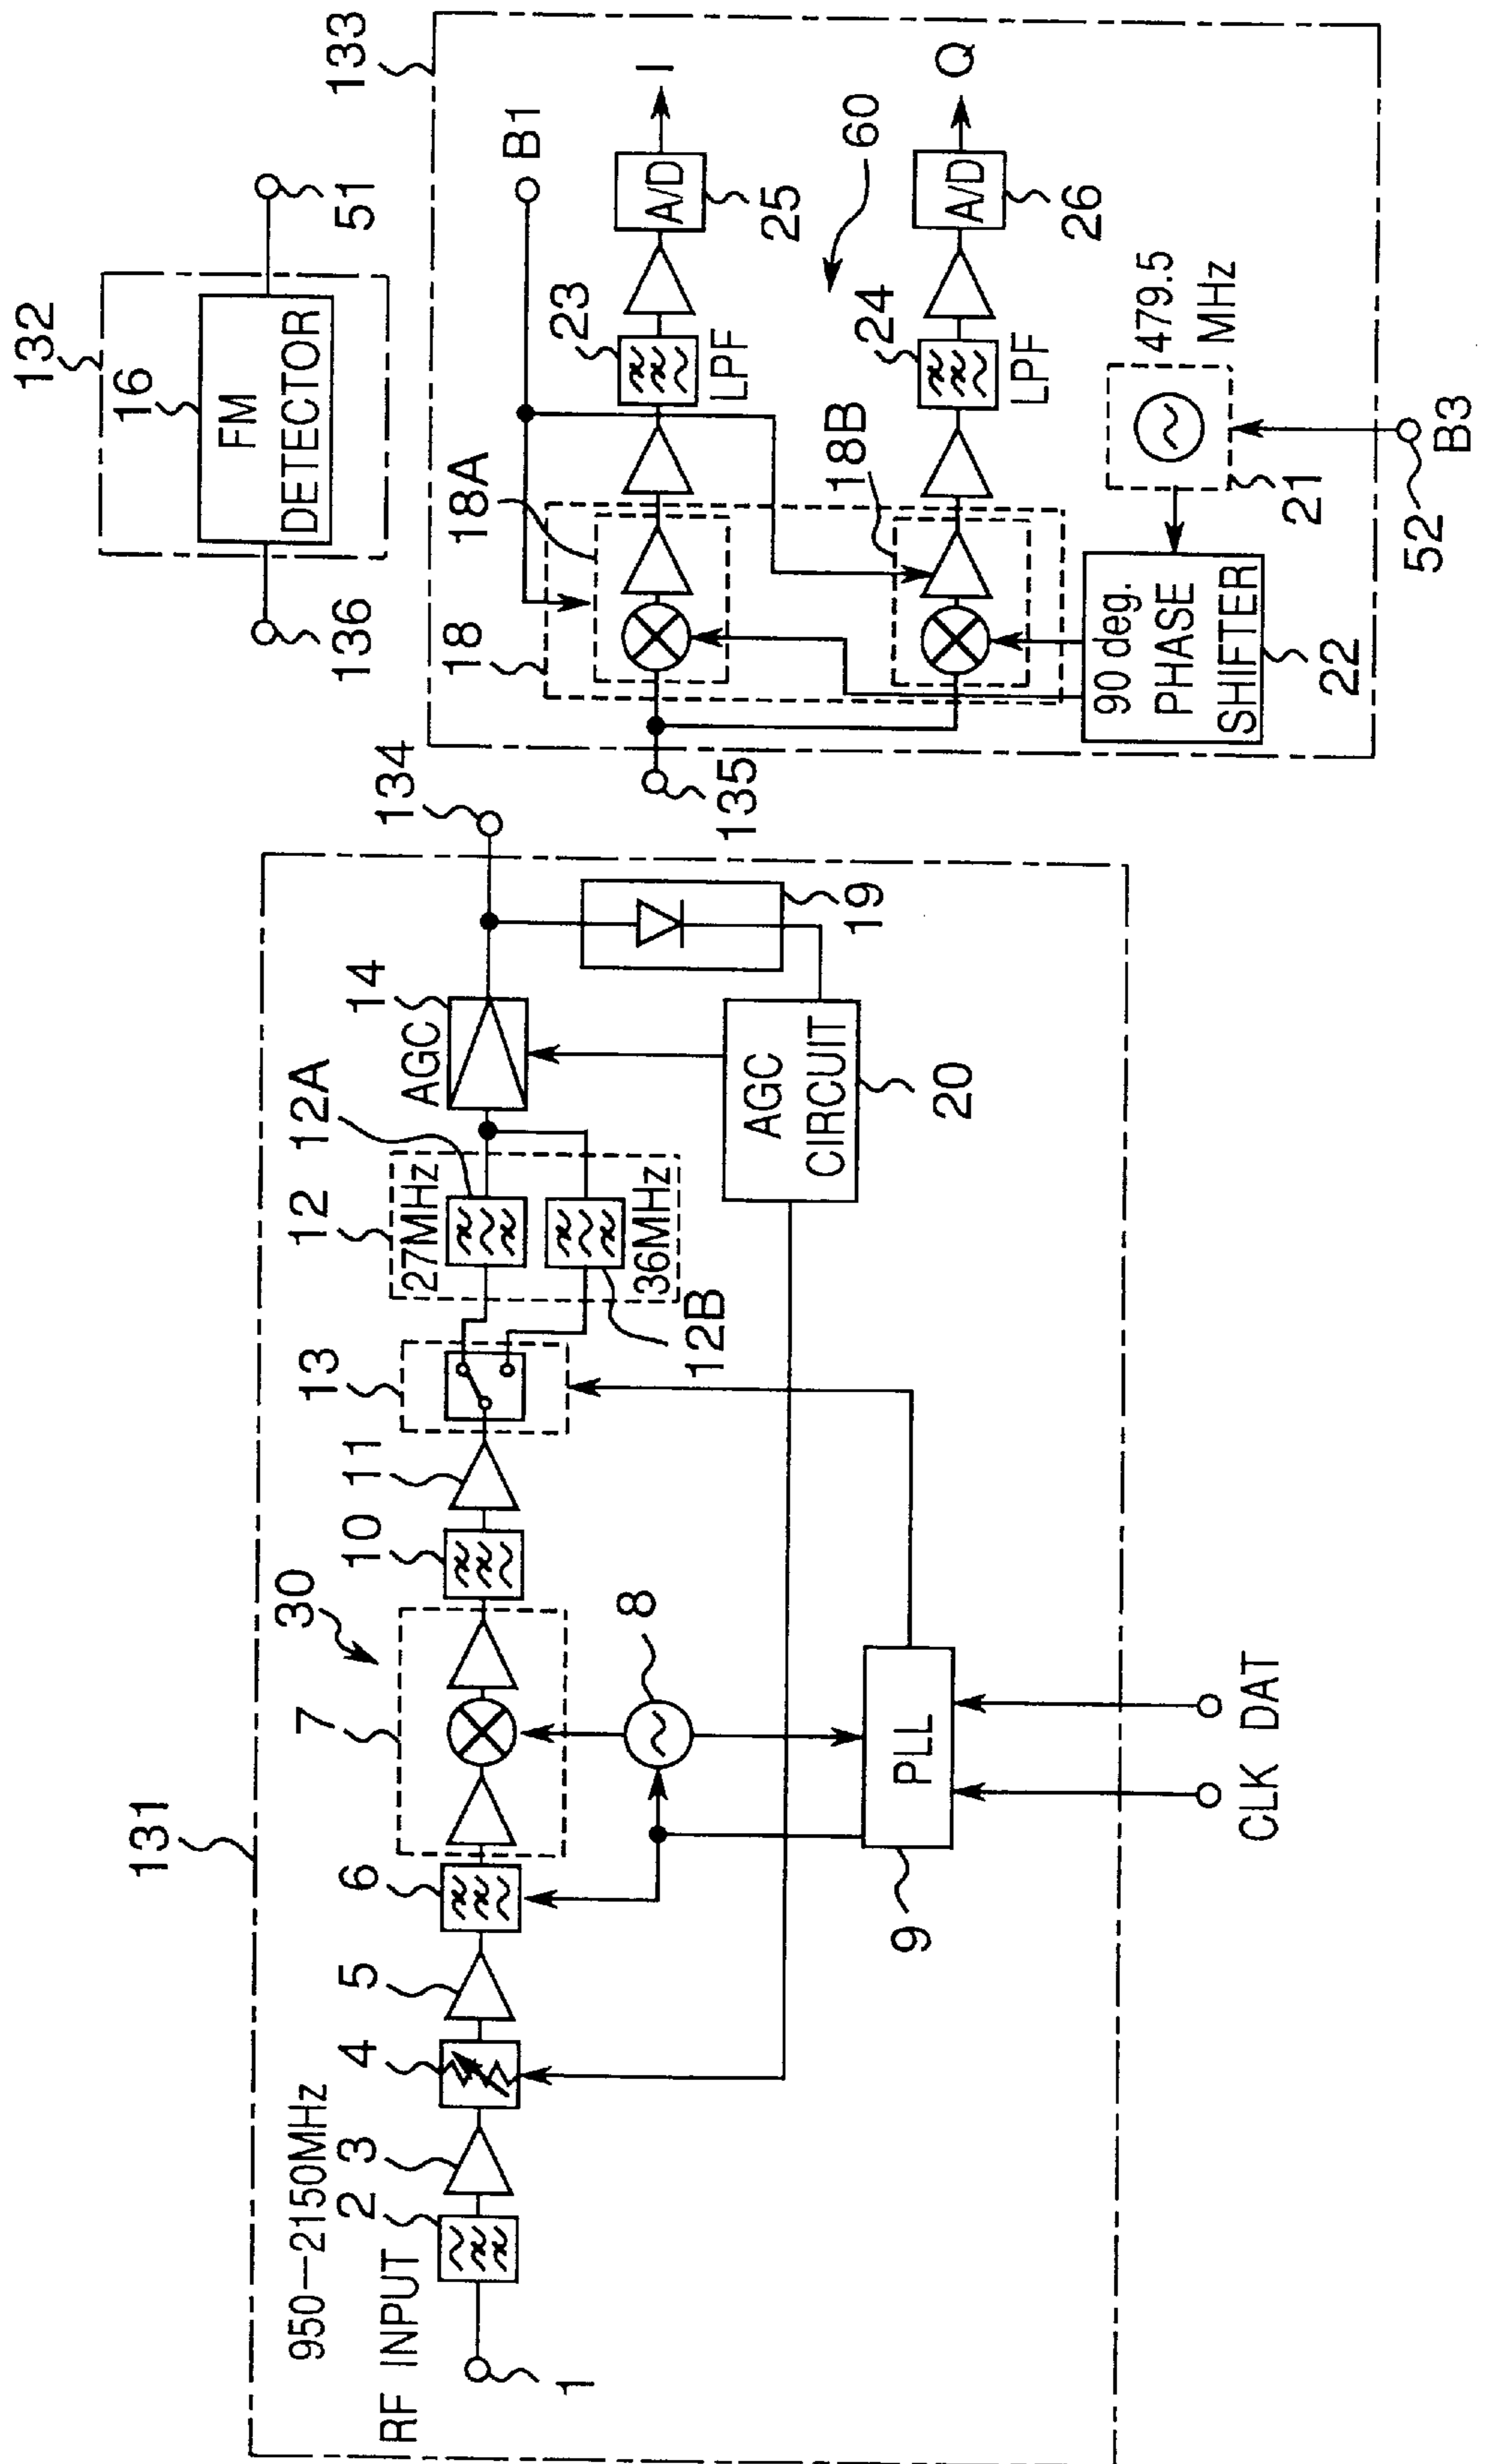 131
950–2150MHz
RF INPUT
1
2
3
4
5
6
7
30
8
9
PLL
CLK
DAT
10
11
13
12
12A
27MHz
36MHz
12B
14
AGC
AGC
CIRCUIT
20
19
134
132
16
FM
DETECTOR
136
51
133
135
18
18A
18B
B1
23
LPF
24
LPF
A/D
25
A/D
26
I
Q
60
479.5
MHz
21
90 deg.
PHASE
SHIFTER
22
52
B3